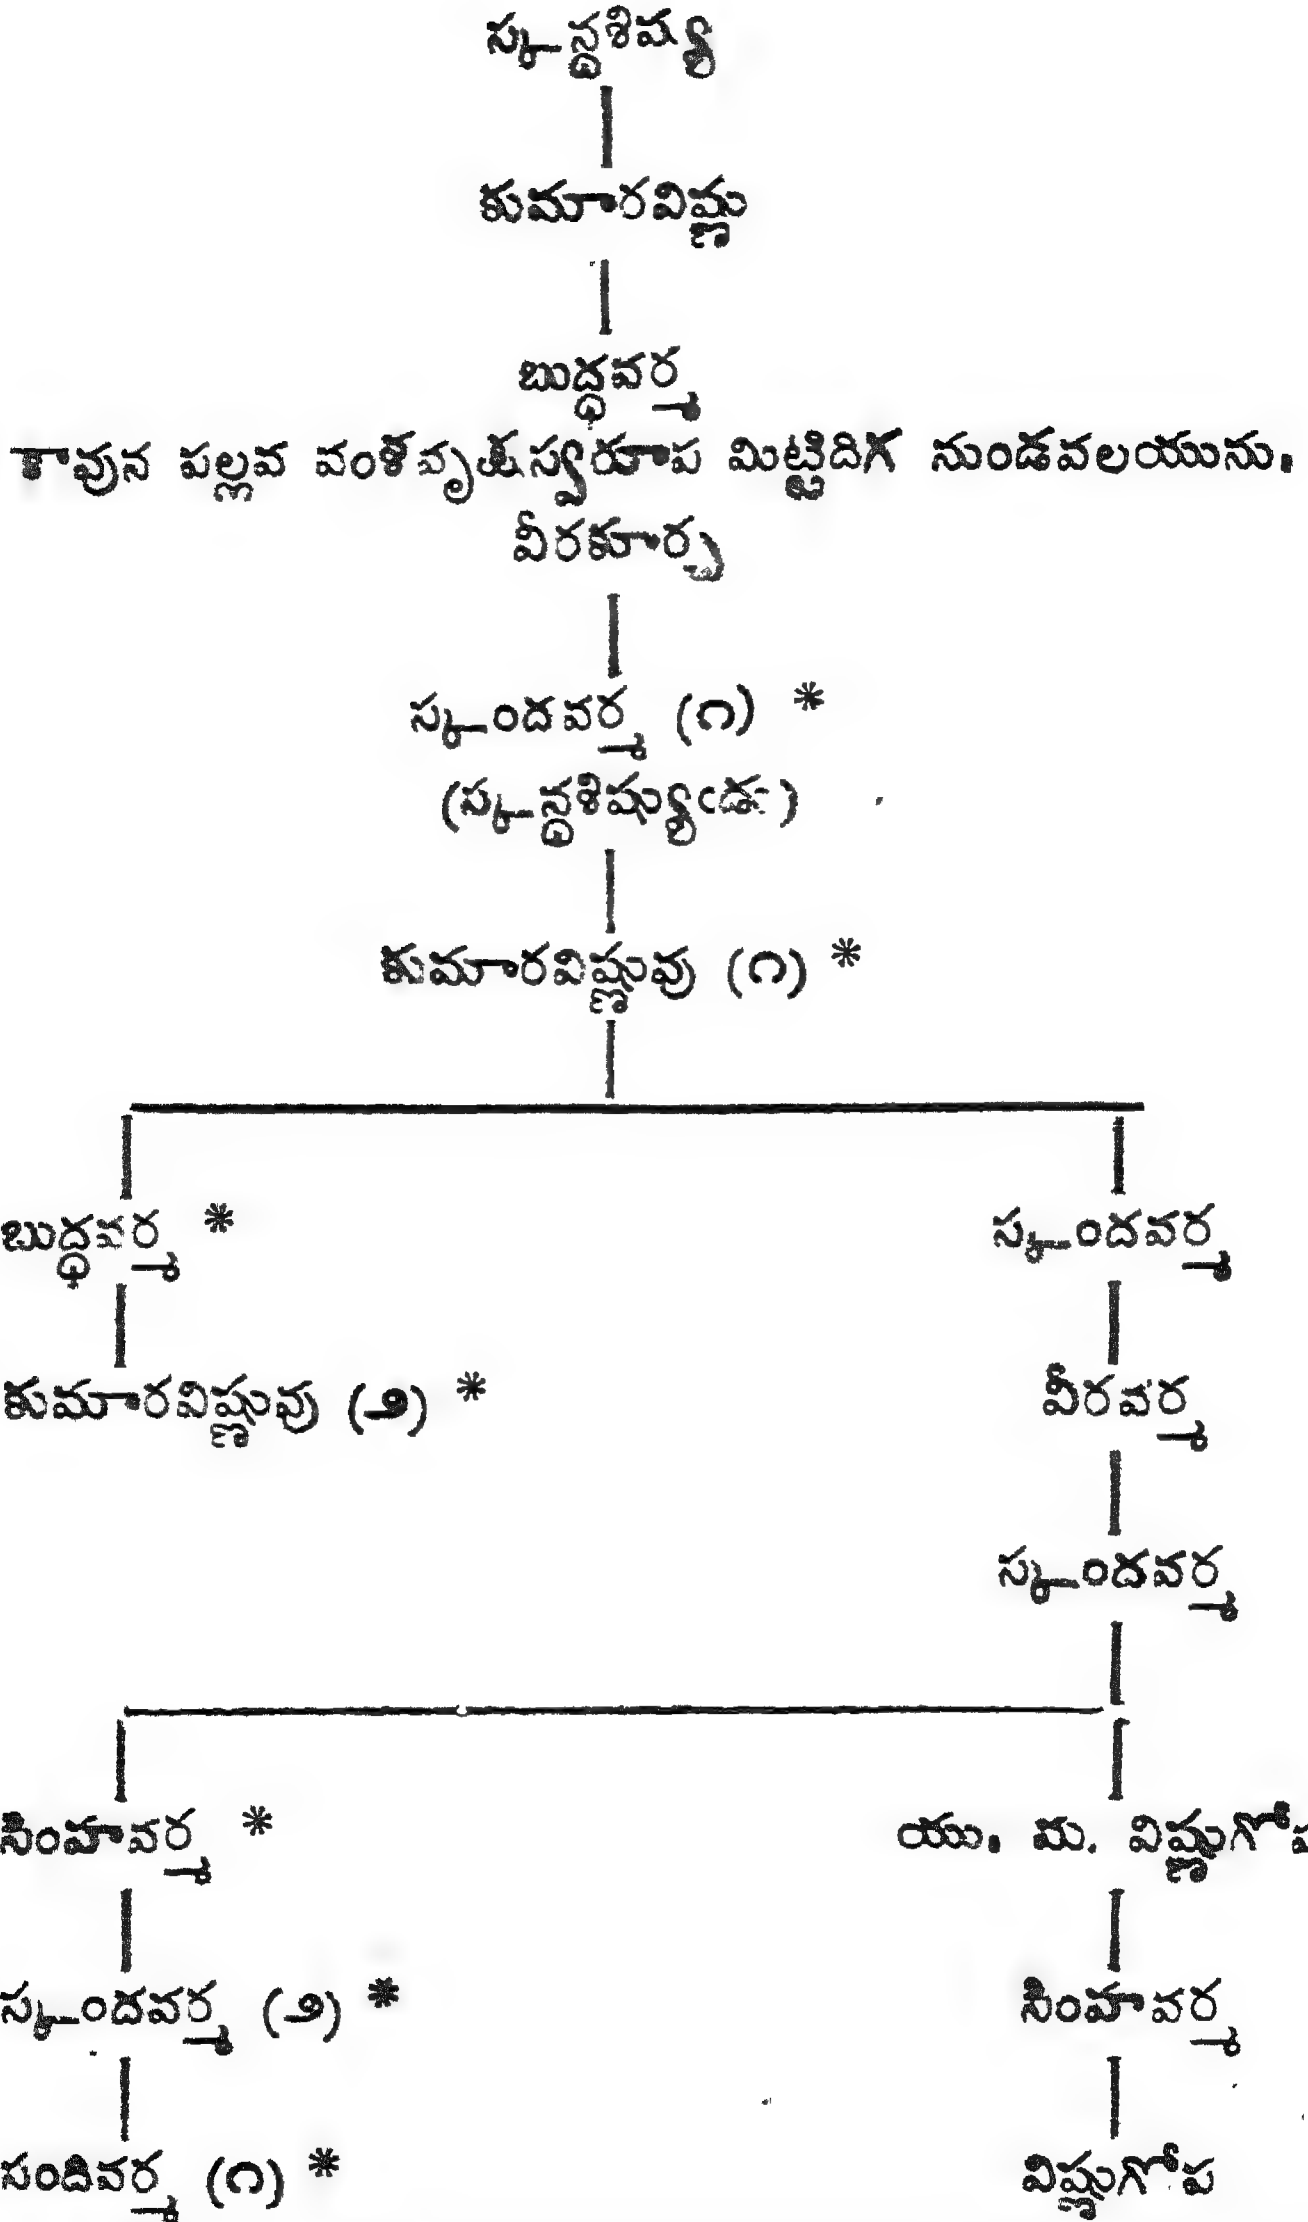 స్కన్దశిష్య
కుమారవిష్ణు
బుద్ధవర్మ
కావున పల్లవ వంశవృక్షస్వరూప మిట్టిదిగ నుండవలయును.
వీరకూర్చ
స్కందవర్మ (౧) *
(స్కన్దశిష్యుఁడు)
కుమారవిష్ణువు (౧) *
బుద్ధవర్మ * స్కందవర్మ
కుమారవిష్ణువు (౨) * వీరవర్మ
స్కందవర్మ
సింహవర్మ * యు. మ. విష్ణుగోప
స్కందవర్మ (౨) * సింహవర్మ
నందివర్మ (౧) * విష్ణుగోప